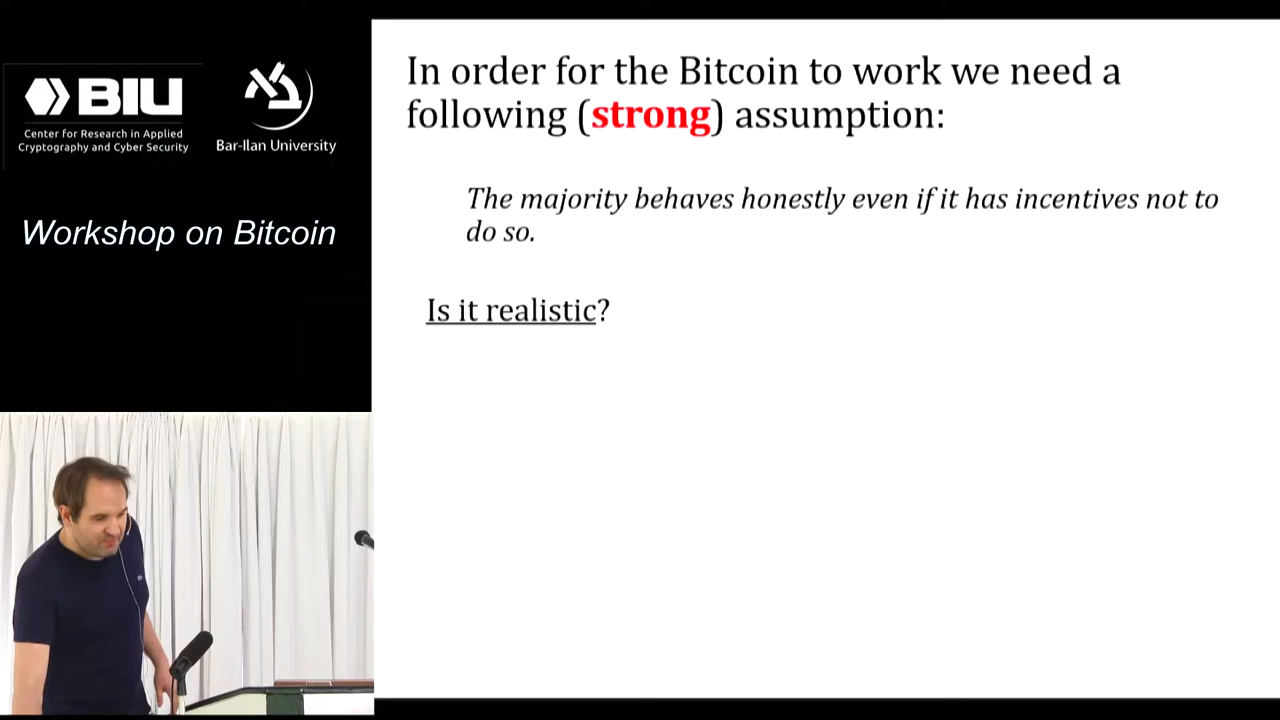 BIU
Center for Research in Applied
Cryptography and Cyber Security
Bar-Ilan University
Workshop on Bitcoin
In order for the Bitcoin to work we need a
following (strong) assumption:
The majority behaves honestly even if it has incentives not to
do so.
Is it realistic?